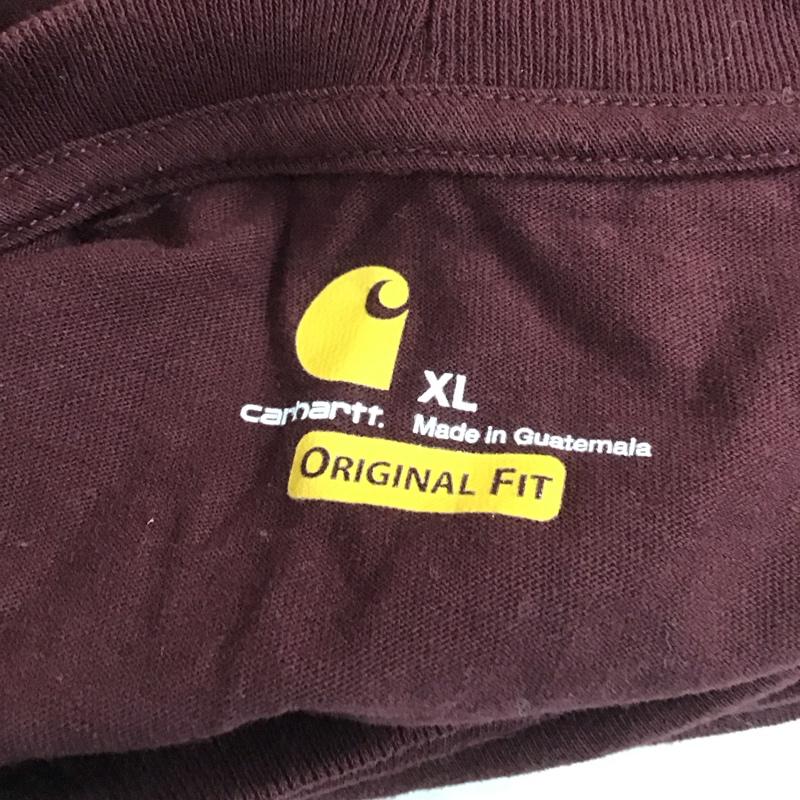 XL
carhartt.
Made in Guatemala
ORIGINAL FIT